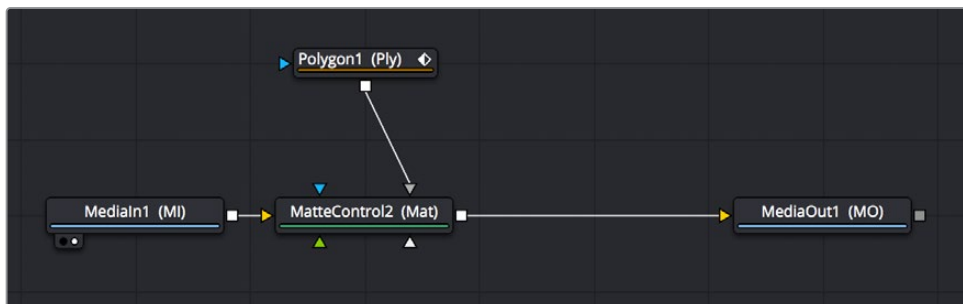 Polygon1 (Ply)
MediaIn1 (MI)
MatteControl2 (Mat)
MediaOut1 (MO)